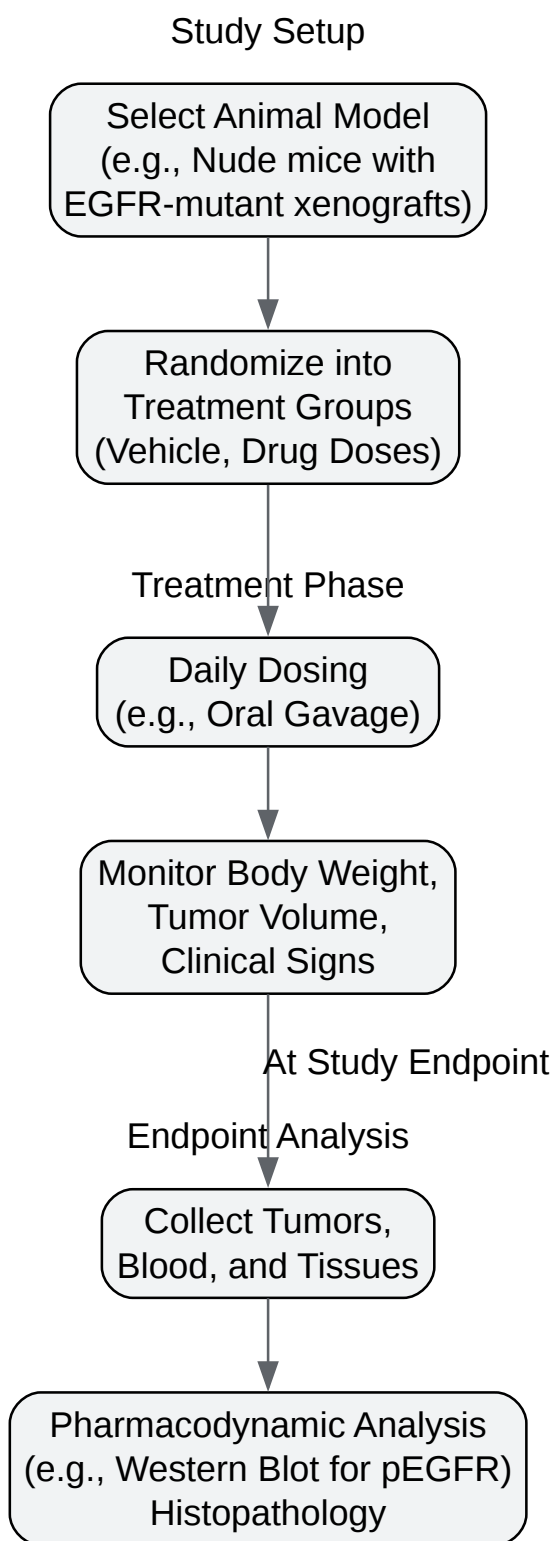 Study Setup
Select Animal Model
(e.g., Nude mice with
EGFR-mutant xenografts)
Randomize into
Treatment Groups
(Vehicle, Drug Doses)
Treatment Phase
Daily Dosing
(e.g., Oral Gavage)
Monitor Body Weight,
Tumor Volume,
Clinical Signs
At Study Endpoint
Endpoint Analysis
Collect Tumors,
Blood, and Tissues
Pharmacodynamic Analysis
(e.g., Western Blot for pEGFR)
Histopathology